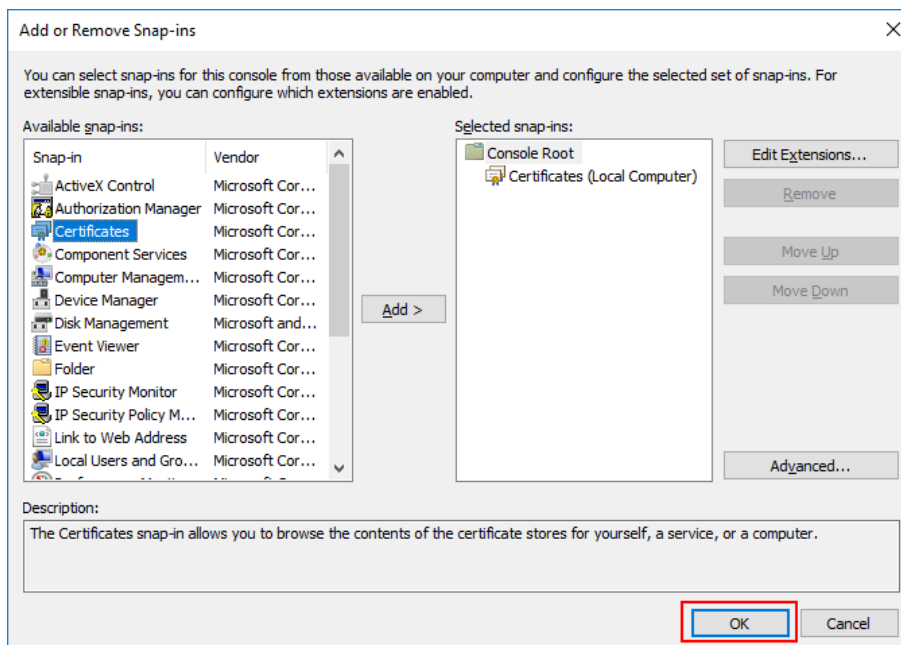 Add or Remove Snap-ins
You can select snap-ins for this console from those available on your computer and configure the selected set of snap-ins. For
extensible snap-ins, you can configure which extensions are enabled.
Available snap-ins:
Snap-in Vendor
ActiveX Control Microsoft Cor...
Authorization Manager Microsoft Cor...
Certificates Microsoft Cor...
Component Services Microsoft Cor...
Computer Managem... Microsoft Cor...
Device Manager Microsoft Cor...
Disk Management Microsoft and...
Event Viewer Microsoft Cor...
Folder Microsoft Cor...
IP Security Monitor Microsoft Cor...
IP Security Policy M... Microsoft Cor...
Link to Web Address Microsoft Cor...
Local Users and Gro... Microsoft Cor...
Add >
Selected snap-ins:
Console Root
Certificates (Local Computer)
Edit Extensions...
Remove
Move Up
Move Down
Advanced...
Description:
The Certificates snap-in allows you to browse the contents of the certificate stores for yourself, a service, or a computer.
OK
Cancel